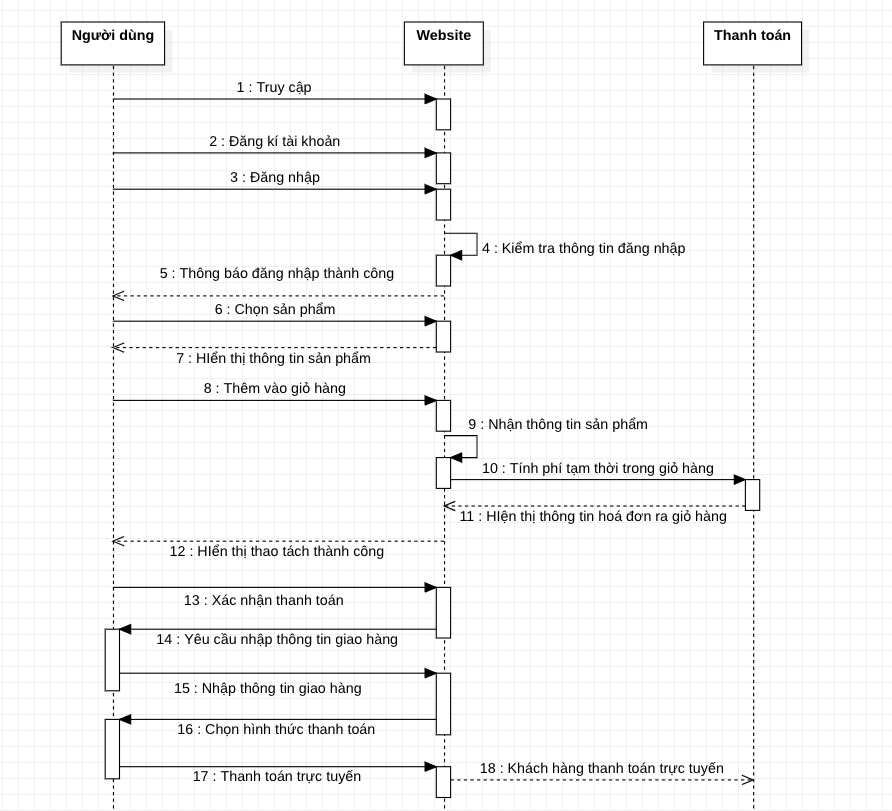 Người dùng
Website
Thanh toán
1 : Truy cập
2 : Đăng kí tài khoản
3 : Đăng nhập
4 : Kiểm tra thông tin đăng nhập
5 : Thông báo đăng nhập thành công
6 : Chọn sản phẩm
7 : HIển thị thông tin sản phẩm
8 : Thêm vào giỏ hàng
9 : Nhận thông tin sản phẩm
10 : Tính phí tạm thời trong giỏ hàng
11 : HIện thị thông tin hoá đơn ra giỏ hàng
12 : HIển thị thao tách thành công
13 : Xác nhận thanh toán
14 : Yêu cầu nhập thông tin giao hàng
15 : Nhập thông tin giao hàng
16 : Chọn hình thức thanh toán
17 : Thanh toán trực tuyến
18 : Khách hàng thanh toán trực tuyến